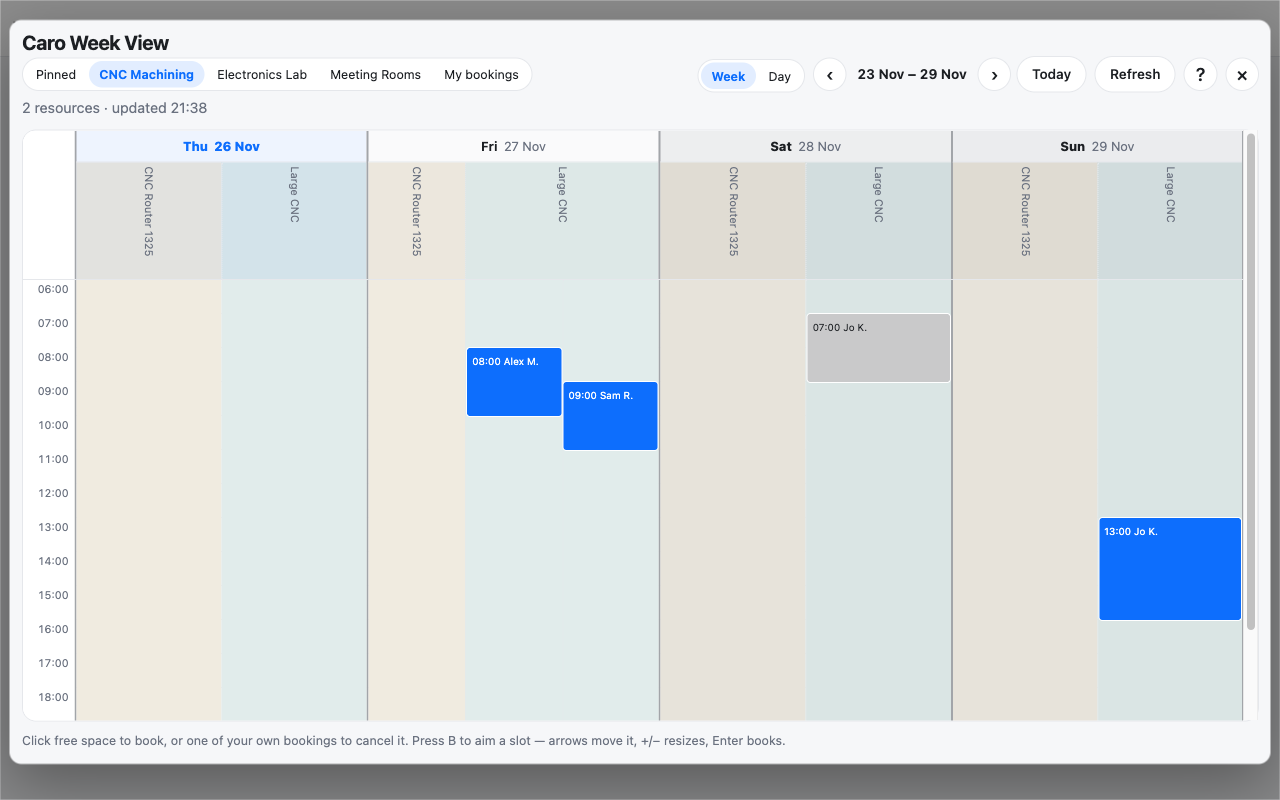 Caro Week View
Pinned CNC Machining Electronics Lab Meeting Rooms My bookings
Week Day ‹ 23 Nov – 29 Nov › Today Refresh ? ×
2 resources · updated 21:38
Thu 26 Nov Fri 27 Nov Sat 28 Nov Sun 29 Nov
CNC Router 1325 Large CNC CNC Router 1325 Large CNC CNC Router 1325 Large CNC CNC Router 1325 Large CNC
06:00
07:00
07:00 Jo K.
08:00
08:00 Alex M.
09:00
09:00 Sam R.
10:00
11:00
12:00
13:00
13:00 Jo K.
14:00
15:00
16:00
17:00
18:00
Click free space to book, or one of your own bookings to cancel it. Press B to aim a slot — arrows move it, +/− resizes, Enter books.